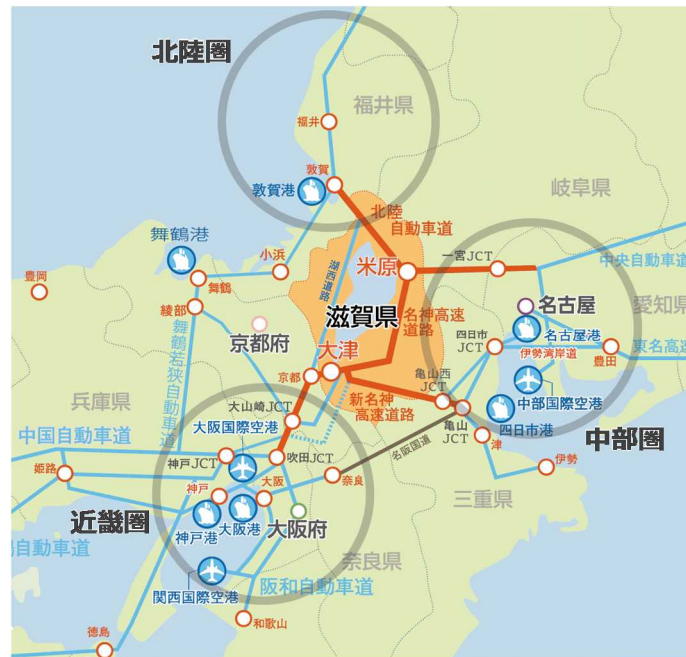 北陸圏
福井県
福井
敦賀
敦賀港
岐阜県
舞鶴港
北陸
自動車道
小浜
豊岡
舞鶴
湖西道路
米原
一宮JCT
中央自動車道
綾部
滋賀県
名神高速
道路
名古屋
愛知県
京都府
舞鶴若狭自動車道
大津
四日市
JCT
名古屋港
伊勢湾岸道
豊田
東名高速
京都
亀山西
JCT
新名神
高速道路
中部国際空港
兵庫県
大山崎JCT
大阪国際空港
亀山
JCT
四日市港
中部圏
中国自動車道
津
名阪国道
神戸JCT
吹田JCT
姫路
奈良
伊勢
神戸
大阪
三重県
近畿圏
神戸港
大阪港
大阪府
自動車道
奈良県
関西国際空港
阪和自動車道
和歌山
徳島